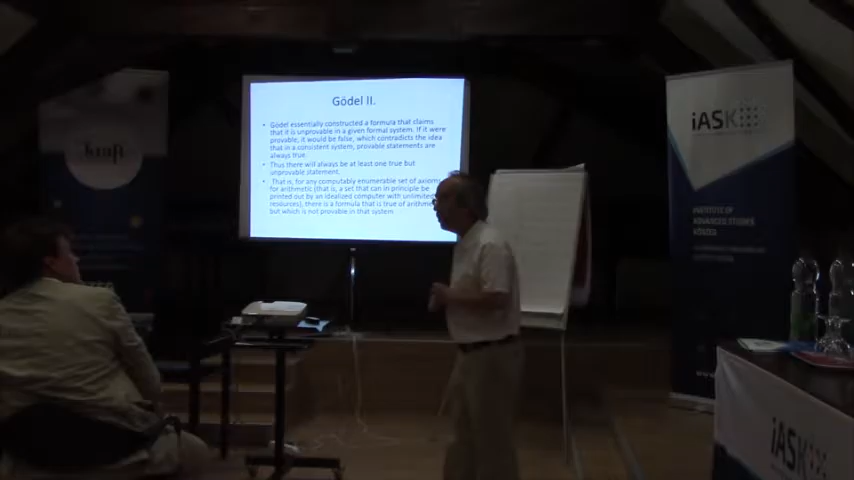 Gödel II.
• Gödel essentially constructed a formula that claims
that it is unprovable in a given formal system. If it were
provable, it would be false, which contradicts the idea
that in a consistent system, provable statements are
always true.
• Thus there will always be at least one true but
unprovable statement.
• That is, for any computably enumerable set of axioms
for arithmetic (that is, a set that can in principle be
printed out by an idealized computer with unlimited
resources), there is a formula that is true of arithmetic,
but which is not provable in that system.
kraft
iASK
INSTITUTE OF
ADVANCED STUDIES
KŐSZEG
iASK